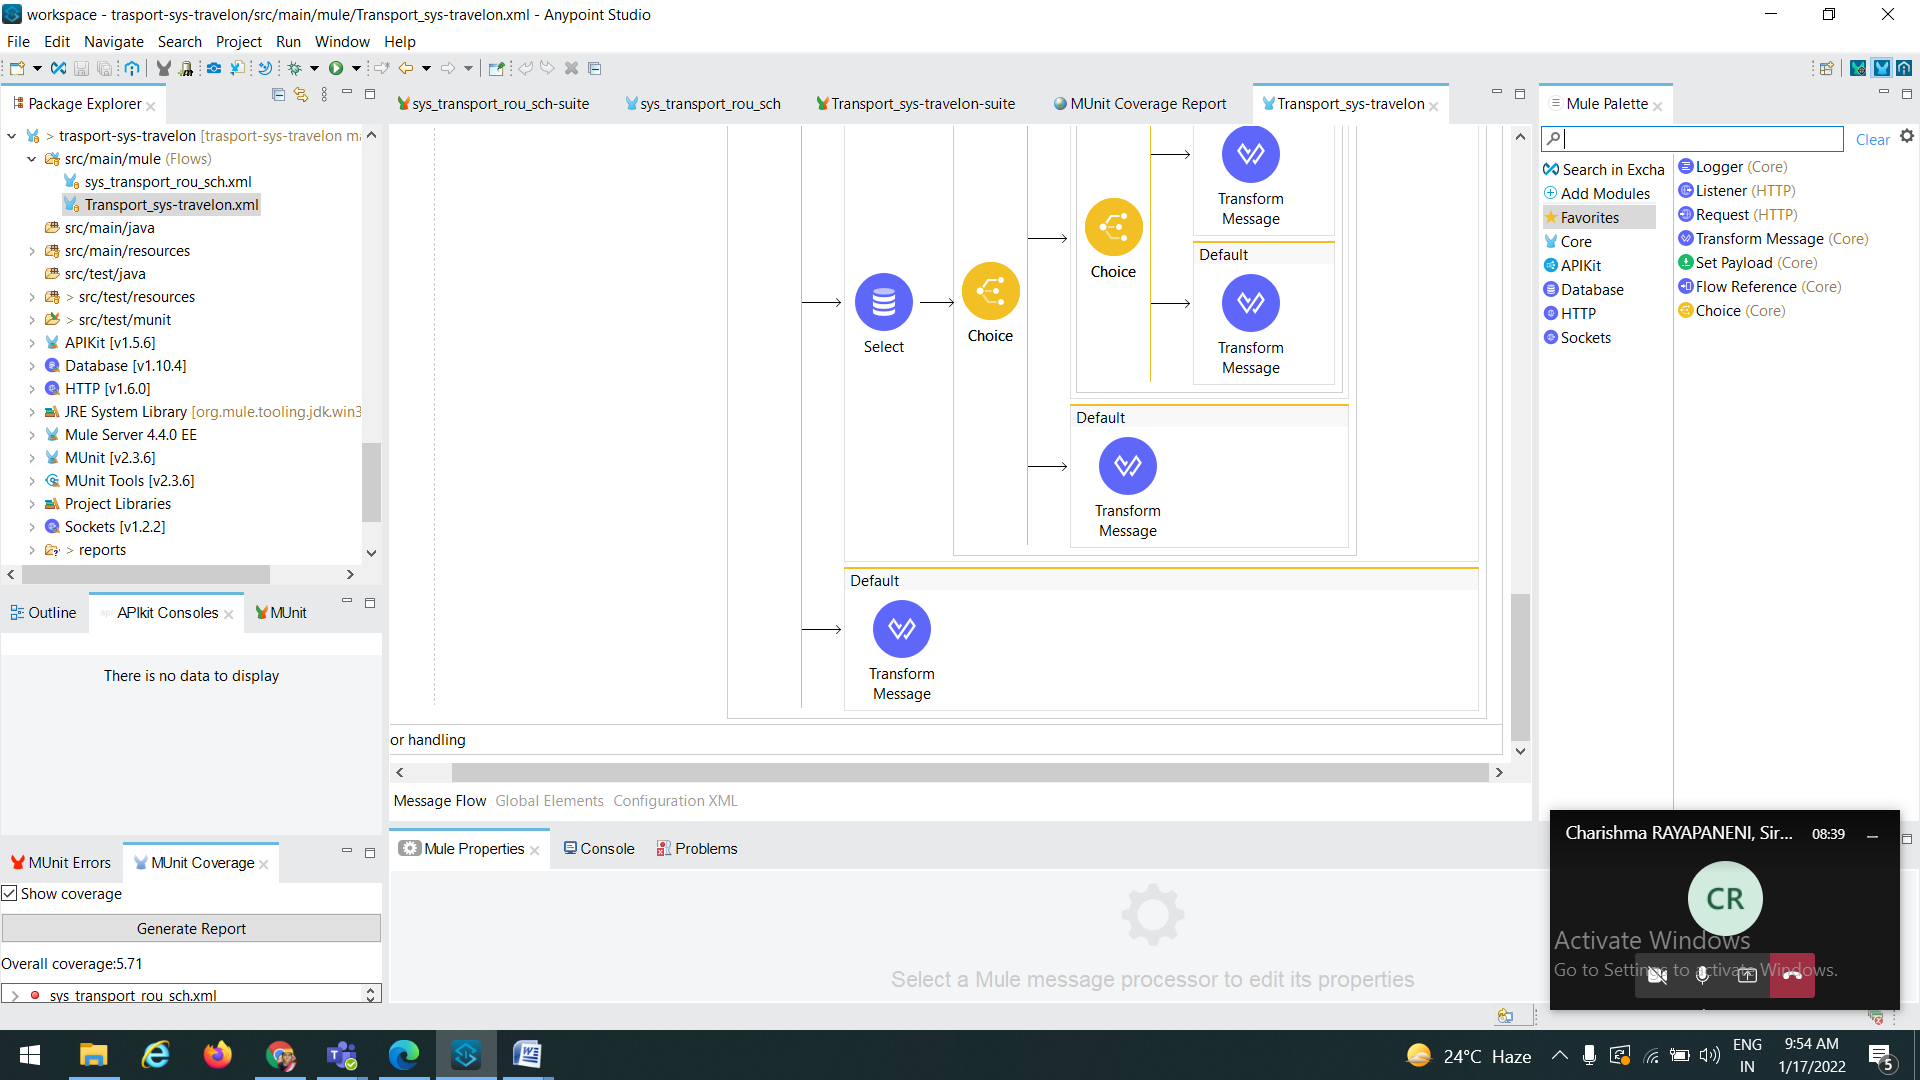 workspace - trasport-sys-travelon/src/main/mule/Transport_sys-travelon.xml - Anypoint Studio
File Edit Navigate Search Project Run Window Help
Package Explorer
> trasport-sys-travelon [trasport-sys-travelon ma
src/main/mule (Flows)
sys_transport_rou_sch.xml
Transport_sys-travelon.xml
src/main/java
src/main/resources
src/test/java
> src/test/resources
> src/test/munit
APIKit [v1.5.6]
Database [v1.10.4]
HTTP [v1.6.0]
JRE System Library [org.mule.tooling.jdk.win3
Mule Server 4.4.0 EE
MUnit [v2.3.6]
MUnit Tools [v2.3.6]
Project Libraries
Sockets [v1.2.2]
> reports
Outline
APIkit Consoles
MUnit
There is no data to display
MUnit Errors
MUnit Coverage
Show coverage
Generate Report
Overall coverage:5.71
sys_transport_rou_sch.xml
sys_transport_rou_sch-suite
sys_transport_rou_sch
Transport_sys-travelon-suite
MUnit Coverage Report
Transport_sys-travelon
Transform
Message
Choice
Default
Transform
Message
Select
Choice
Default
Transform
Message
Default
Transform
Message
or handling
Message Flow Global Elements Configuration XML
Mule Properties
Console
Problems
Select a Mule message processor to edit its properties
Mule Palette
Clear
Search in Excha
Add Modules
Favorites
Core
APIKit
Database
HTTP
Sockets
Logger (Core)
Listener (HTTP)
Request (HTTP)
Transform Message (Core)
Set Payload (Core)
Flow Reference (Core)
Choice (Core)
Charishma RAYAPANENI, Sir... 08:39
CR
Activate Windows
Go to Settings to activate Windows.
24°C Haze
ENG
IN
9:54 AM
1/17/2022
5